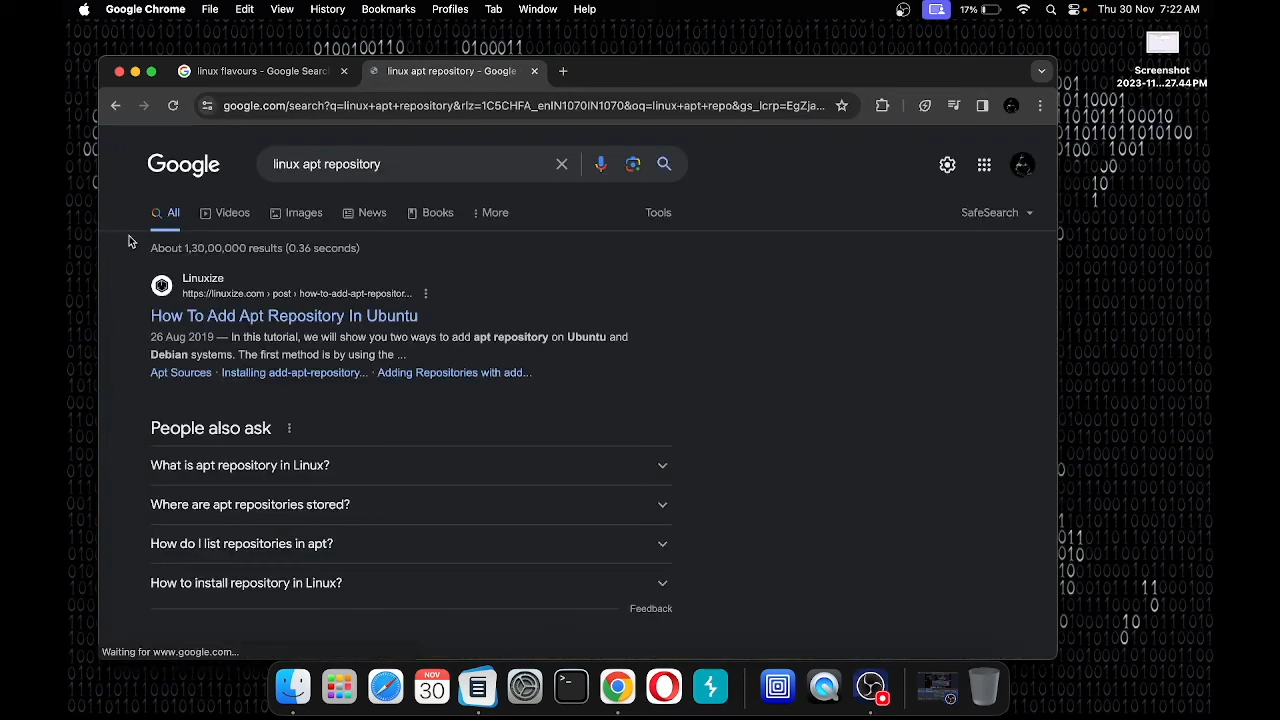 Google Chrome File Edit View History Bookmarks Profiles Tab Window Help 17% Thu 30 Nov 7:22 AM
Screenshot
2023-11...27.44 PM
linux flavours - Google Searc linux apt repository - Google
google.com/search?q=linux+apt+repository&rlz=1C5CHFA_enIN1070IN1070&oq=linux+apt+repo&gs_lcrp=EgZja...
Google linux apt repository
All Videos Images News Books More Tools SafeSearch
About 1,30,00,000 results (0.36 seconds)
Linuxize
https://linuxize.com › post › how-to-add-apt-repositor...
How To Add Apt Repository In Ubuntu
26 Aug 2019 — In this tutorial, we will show you two ways to add apt repository on Ubuntu and
Debian systems. The first method is by using the ...
Apt Sources · Installing add-apt-repository... · Adding Repositories with add...
People also ask
What is apt repository in Linux?
Where are apt repositories stored?
How do I list repositories in apt?
How to install repository in Linux?
Feedback
Waiting for www.google.com...
NOV
30